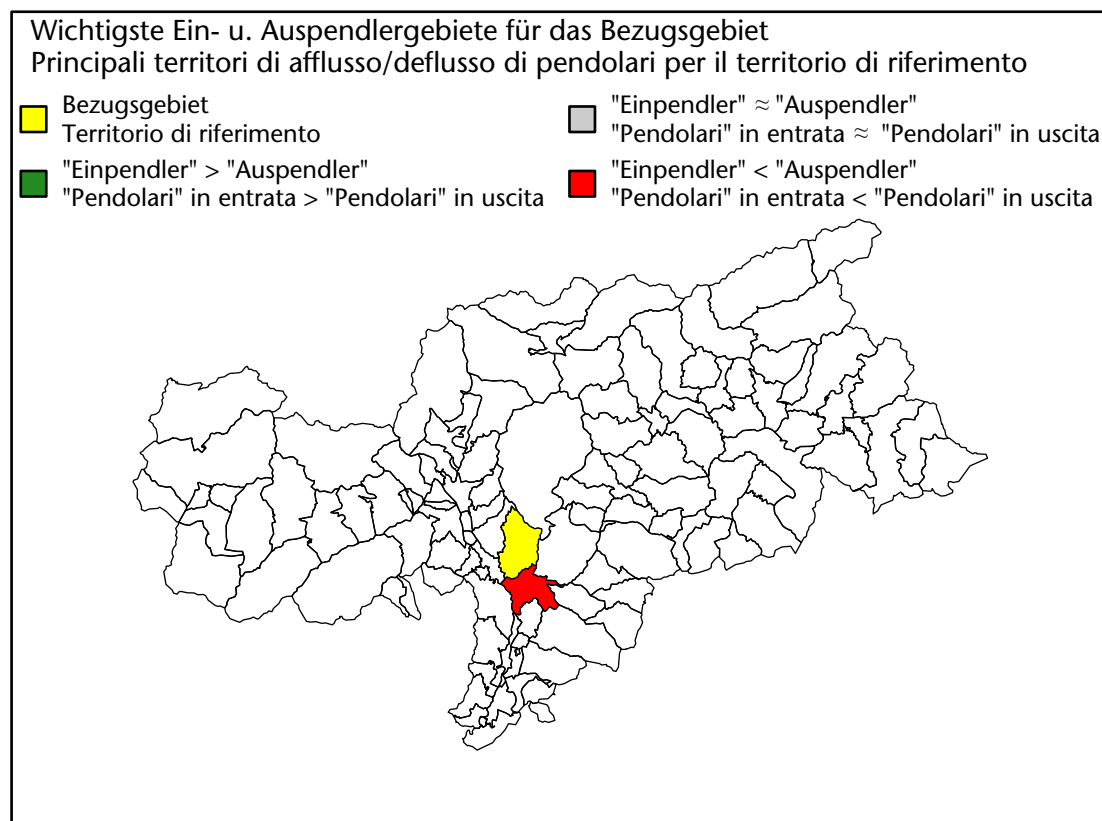 Wichtigste Ein- u. Auspendlergebiete für das Bezugsgebiet
Principali territori di afflusso/deflusso di pendolari per il territorio di riferimento
Bezugsgebiet
Territorio di riferimento
"Einpendler" > "Auspendler"
"Pendolari" in entrata > "Pendolari" in uscita
"Einpendler" ≈ "Auspendler"
"Pendolari" in entrata ≈ "Pendolari" in uscita
"Einpendler" < "Auspendler"
"Pendolari" in entrata < "Pendolari" in uscita